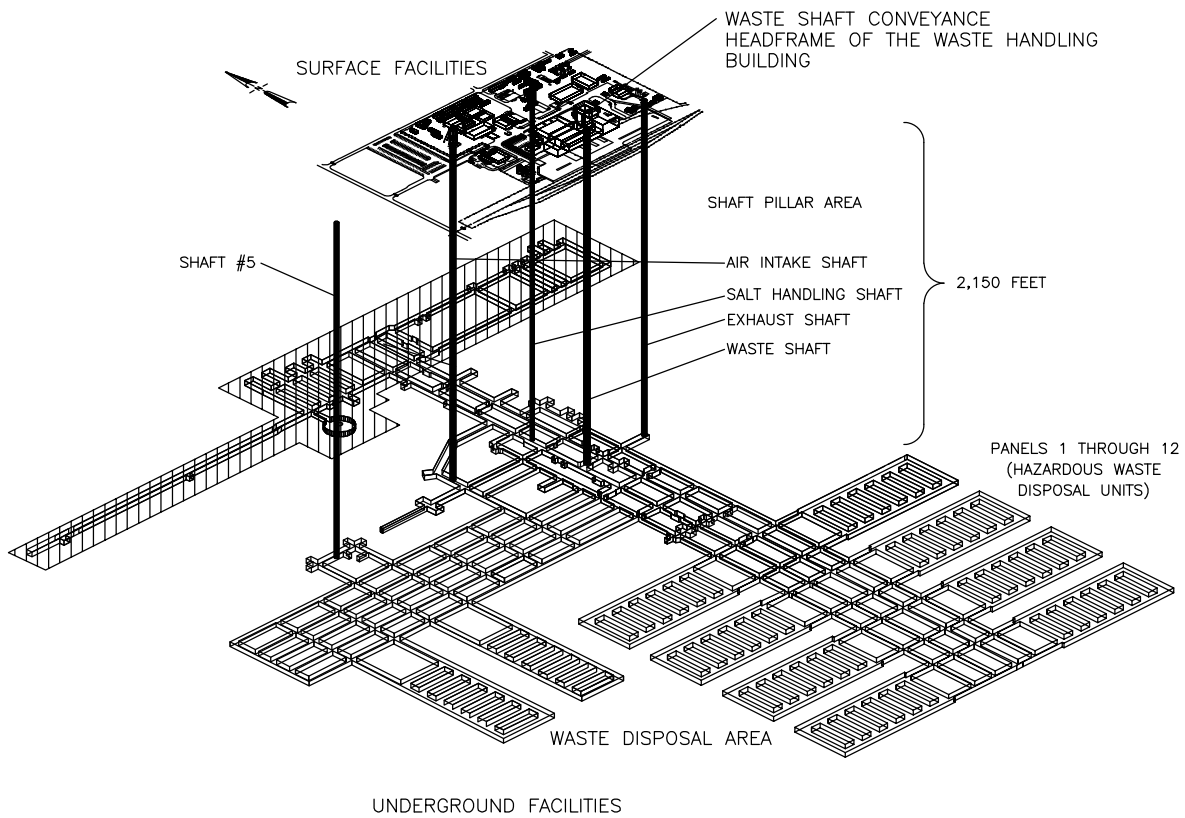 WASTE SHAFT CONVEYANCE
HEADFRAME OF THE WASTE HANDLING
BUILDING
SURFACE FACILITIES
SHAFT PILLAR AREA
SHAFT #5
AIR INTAKE SHAFT
2,150 FEET
SALT HANDLING SHAFT
EXHAUST SHAFT
WASTE SHAFT
PANELS 1 THROUGH 12
(HAZARDOUS WASTE
DISPOSAL UNITS)
WASTE DISPOSAL AREA
UNDERGROUND FACILITIES